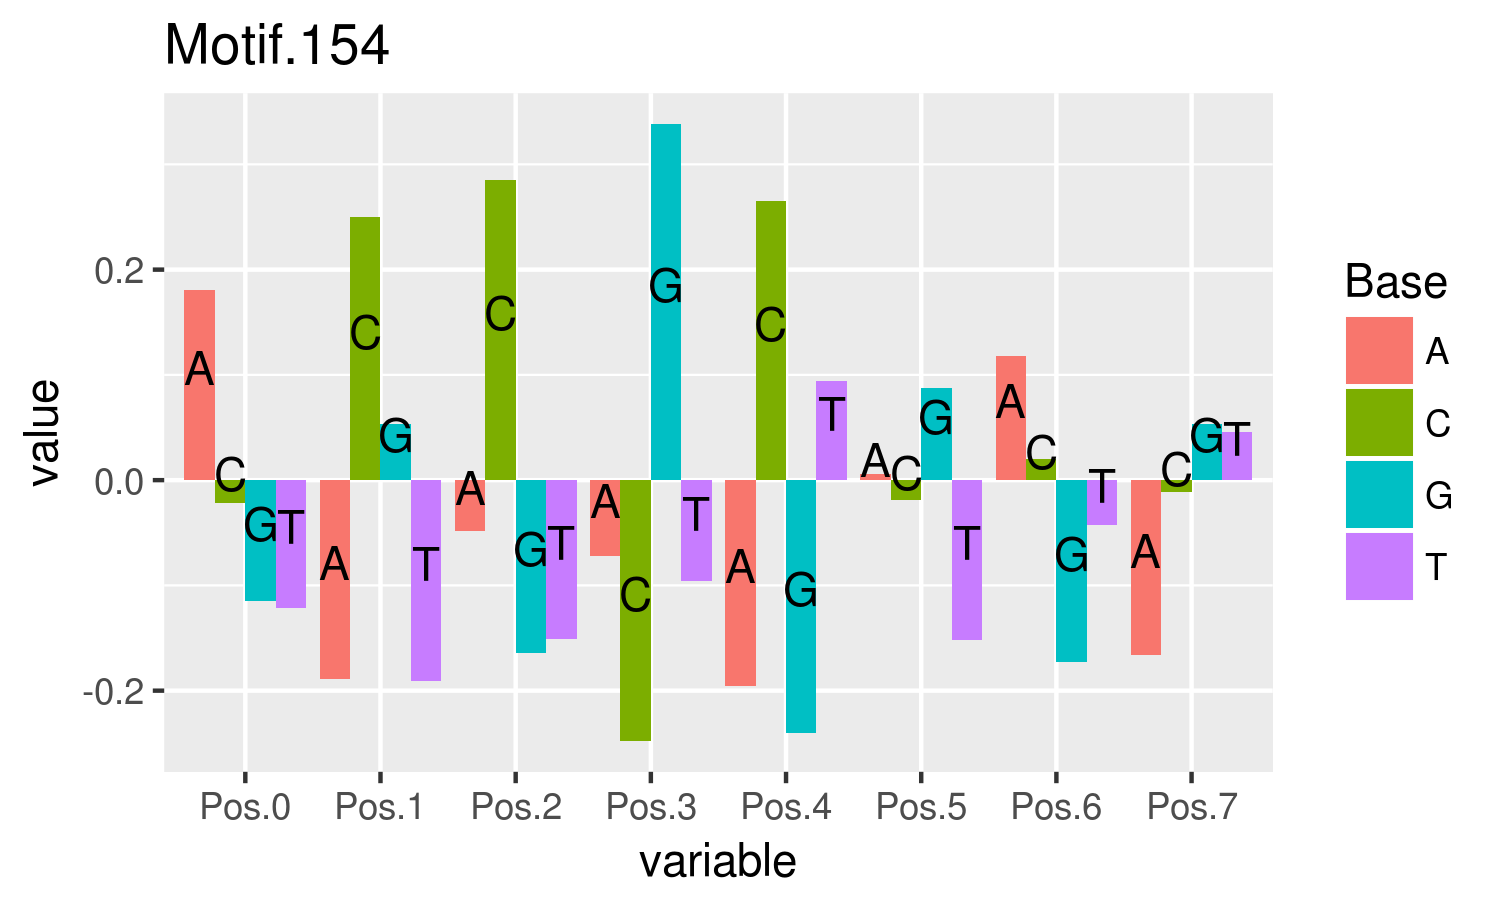 Motif.154
value
0.2
0.0
-0.2
A C G T A C G T A C G T A C G T A C G T A C G T A C G T A C G T
Pos.0 Pos.1 Pos.2 Pos.3 Pos.4 Pos.5 Pos.6 Pos.7
variable
Base
A
C
G
T